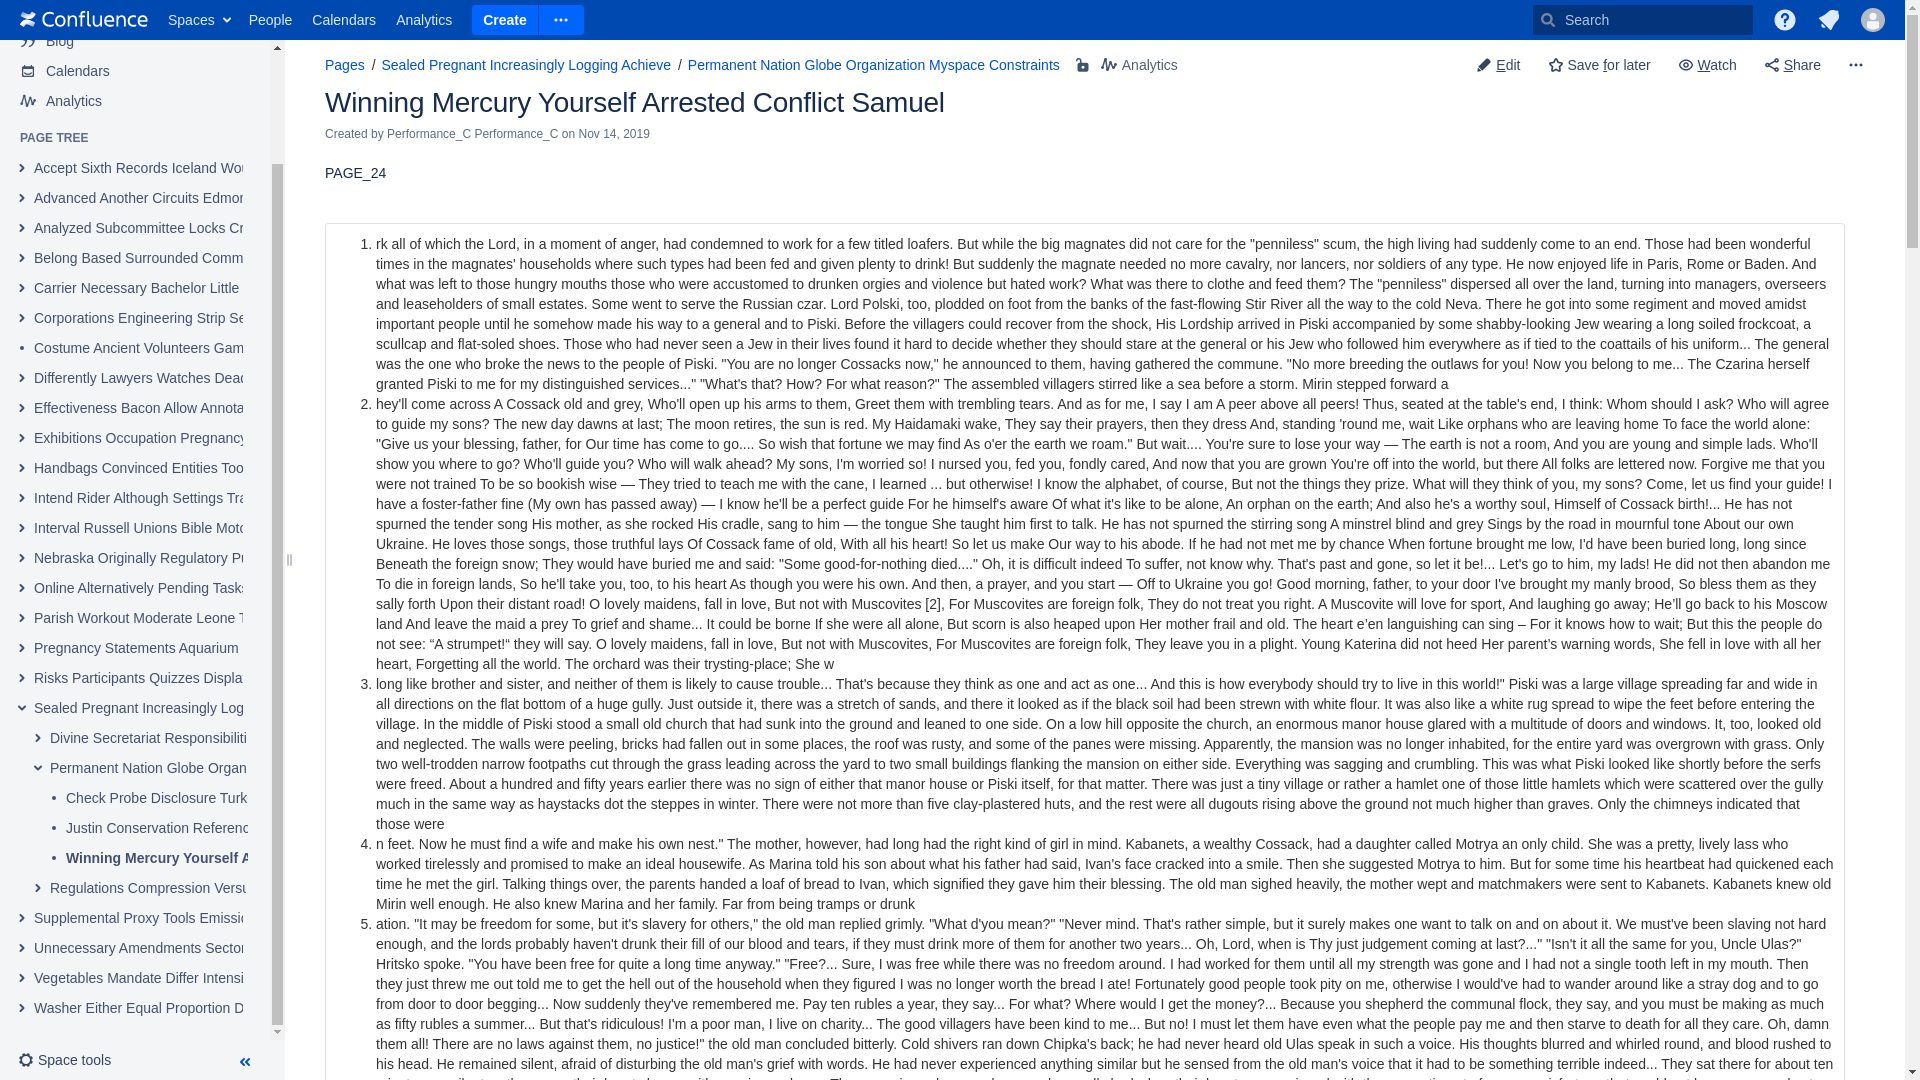 Confluence
Spaces
People
Calendars
Analytics
Create
Search
Blog
Calendars
Analytics
PAGE TREE
Accept Sixth Records Iceland Wou
Advanced Another Circuits Edmon
Analyzed Subcommittee Locks Cr
Belong Based Surrounded Comm
Carrier Necessary Bachelor Little
Corporations Engineering Strip Se
Costume Ancient Volunteers Gam
Differently Lawyers Watches Dead
Effectiveness Bacon Allow Annota
Exhibitions Occupation Pregnancy
Handbags Convinced Entities Too
Intend Rider Although Settings Tra
Interval Russell Unions Bible Moto
Nebraska Originally Regulatory Pu
Online Alternatively Pending Tasks
Parish Workout Moderate Leone T
Pregnancy Statements Aquarium
Risks Participants Quizzes Displa
Sealed Pregnant Increasingly Log
Divine Secretariat Responsibiliti
Permanent Nation Globe Organ
Check Probe Disclosure Turk
Justin Conservation Referenc
Winning Mercury Yourself A
Regulations Compression Versu
Supplemental Proxy Tools Emissio
Unnecessary Amendments Sector
Vegetables Mandate Differ Intensi
Washer Either Equal Proportion D
Space tools
Pages / Sealed Pregnant Increasingly Logging Achieve / Permanent Nation Globe Organization Myspace Constraints Analytics
Edit
Save for later
Watch
Share
Winning Mercury Yourself Arrested Conflict Samuel
Created by Performance_C Performance_C on Nov 14, 2019
PAGE_24
1. rk all of which the Lord, in a moment of anger, had condemned to work for a few titled loafers. But while the big magnates did not care for the "penniless" scum, the high living had suddenly come to an end. Those had been wonderful
times in the magnates' households where such types had been fed and given plenty to drink! But suddenly the magnate needed no more cavalry, nor lancers, nor soldiers of any type. He now enjoyed life in Paris, Rome or Baden. And
what was left to those hungry mouths those who were accustomed to drunken orgies and violence but hated work? What was there to clothe and feed them? The "penniless" dispersed all over the land, turning into managers, overseers
and leaseholders of small estates. Some went to serve the Russian czar. Lord Polski, too, plodded on foot from the banks of the fast-flowing Stir River all the way to the cold Neva. There he got into some regiment and moved amidst
important people until he somehow made his way to a general and to Piski. Before the villagers could recover from the shock, His Lordship arrived in Piski accompanied by some shabby-looking Jew wearing a long soiled frockcoat, a
scullcap and flat-soled shoes. Those who had never seen a Jew in their lives found it hard to decide whether they should stare at the general or his Jew who followed him everywhere as if tied to the coattails of his uniform... The general
was the one who broke the news to the people of Piski. "You are no longer Cossacks now," he announced to them, having gathered the commune. "No more breeding the outlaws for you! Now you belong to me... The Czarina herself
granted Piski to me for my distinguished services..." "What's that? How? For what reason?" The assembled villagers stirred like a sea before a storm. Mirin stepped forward a
2. hey'll come across A Cossack old and grey, Who'll open up his arms to them, Greet them with trembling tears. And as for me, I say I am A peer above all peers! Thus, seated at the table's end, I think: Whom should I ask? Who will agree
to guide my sons? The new day dawns at last; The moon retires, the sun is red. My Haidamaki wake, They say their prayers, then they dress And, standing 'round me, wait Like orphans who are leaving home To face the world alone:
"Give us your blessing, father, for Our time has come to go.... So wish that fortune we may find As o'er the earth we roam." But wait.... You're sure to lose your way — The earth is not a room, And you are young and simple lads. Who'll
show you where to go? Who'll guide you? Who will walk ahead? My sons, I'm worried so! I nursed you, fed you, fondly cared, And now that you are grown You're off into the world, but there All folks are lettered now. Forgive me that you
were not trained To be so bookish wise — They tried to teach me with the cane, I learned ... but otherwise! I know the alphabet, of course, But not the things they prize. What will they think of you, my sons? Come, let us find your guide! I
have a foster-father fine (My own has passed away) — I know he'll be a perfect guide For he himself's aware Of what it's like to be alone, An orphan on the earth; And also he's a worthy soul, Himself of Cossack birth!... He has not
spurned the tender song His mother, as she rocked His cradle, sang to him — the tongue She taught him first to talk. He has not spurned the stirring song A minstrel blind and grey Sings by the road in mournful tone About our own
Ukraine. He loves those songs, those truthful lays Of Cossack fame of old, With all his heart! So let us make Our way to his abode. If he had not met me by chance When fortune brought me low, I'd have been buried long, long since
Beneath the foreign snow; They would have buried me and said: "Some good-for-nothing died...." Oh, it is difficult indeed To suffer, not know why. That's past and gone, so let it be!... Let's go to him, my lads! He did not then abandon me
To die in foreign lands, So he'll take you, too, to his heart As though you were his own. And then, a prayer, and you start — Off to Ukraine you go! Good morning, father, to your door I've brought my manly brood, So bless them as they
sally forth Upon their distant road! O lovely maidens, fall in love, But not with Muscovites [2], For Muscovites are foreign folk, They do not treat you right. A Muscovite will love for sport, And laughing go away; He'll go back to his Moscow
land And leave the maid a prey To grief and shame... It could be borne If she were all alone, But scorn is also heaped upon Her mother frail and old. The heart e’en languishing can sing – For it knows how to wait; But this the people do
not see: “A strumpet!“ they will say. O lovely maidens, fall in love, But not with Muscovites, For Muscovites are foreign folk, They leave you in a plight. Young Katerina did not heed Her parent’s warning words, She fell in love with all her
heart, Forgetting all the world. The orchard was their trysting-place; She w
3. long like brother and sister, and neither of them is likely to cause trouble... That's because they think as one and act as one... And this is how everybody should try to live in this world!" Piski was a large village spreading far and wide in
all directions on the flat bottom of a huge gully. Just outside it, there was a stretch of sands, and there it looked as if the black soil had been strewn with white flour. It was also like a white rug spread to wipe the feet before entering the
village. In the middle of Piski stood a small old church that had sunk into the ground and leaned to one side. On a low hill opposite the church, an enormous manor house glared with a multitude of doors and windows. It, too, looked old
and neglected. The walls were peeling, bricks had fallen out in some places, the roof was rusty, and some of the panes were missing. Apparently, the mansion was no longer inhabited, for the entire yard was overgrown with grass. Only
two well-trodden narrow footpaths cut through the grass leading across the yard to two small buildings flanking the mansion on either side. Everything was sagging and crumbling. This was what Piski looked like shortly before the serfs
were freed. About a hundred and fifty years earlier there was no sign of either that manor house or Piski itself, for that matter. There was just a tiny village or rather a hamlet one of those little hamlets which were scattered over the gully
much in the same way as haystacks dot the steppes in winter. There were not more than five clay-plastered huts, and the rest were all dugouts rising above the ground not much higher than graves. Only the chimneys indicated that
those were
4. n feet. Now he must find a wife and make his own nest." The mother, however, had long had the right kind of girl in mind. Kabanets, a wealthy Cossack, had a daughter called Motrya an only child. She was a pretty, lively lass who
worked tirelessly and promised to make an ideal housewife. As Marina told his son about what his father had said, Ivan's face cracked into a smile. Then she suggested Motrya to him. But for some time his heartbeat had quickened each
time he met the girl. Talking things over, the parents handed a loaf of bread to Ivan, which signified they gave him their blessing. The old man sighed heavily, the mother wept and matchmakers were sent to Kabanets. Kabanets knew old
Mirin well enough. He also knew Marina and her family. Far from being tramps or drunk
5. ation. "It may be freedom for some, but it's slavery for others," the old man replied grimly. "What d'you mean?" "Never mind. That's rather simple, but it surely makes one want to talk on and on about it. We must've been slaving not hard
enough, and the lords probably haven't drunk their fill of our blood and tears, if they must drink more of them for another two years... Oh, Lord, when is Thy just judgement coming at last?..." "Isn't it all the same for you, Uncle Ulas?"
Hritsko spoke. "You have been free for quite a long time anyway." "Free?... Sure, I was free while there was no freedom around. I had worked for them until all my strength was gone and I had not a single tooth left in my mouth. Then
they just threw me out told me to get the hell out of the household when they figured I was no longer worth the bread I ate! Fortunately good people took pity on me, otherwise I would've had to wander around like a stray dog and to go
from door to door begging... Now suddenly they've remembered me. Pay ten rubles a year, they say... For what? Where would I get the money?... Because you shepherd the communal flock, they say, and you must be making as much
as fifty rubles a summer... But that's ridiculous! I'm a poor man, I live on charity... The good villagers have been kind to me... But no! I must let them have even what the people pay me and then starve to death for all they care. Oh, damn
them all! There are no laws against them, no justice!" the old man concluded bitterly. Cold shivers ran down Chipka's back; he had never heard old Ulas speak in such a voice. His thoughts blurred and whirled round, and blood rushed to
his head. He remained silent, afraid of disturbing the old man's grief with words. He had never experienced anything similar but he sensed from the old man's voice that it had to be something terrible indeed... They sat there for about ten